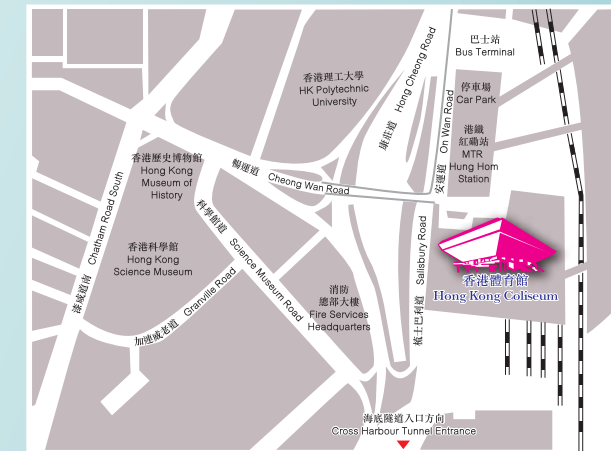 巴士站
Bus Terminal
香港理工大學
HK Polytechnic
University
康莊道 Hong Cheong Road
安運道 On Wan Road
停車場
Car Park
港鐵
紅磡站
MTR
Hung Hom
Station
香港歷史博物館
Hong Kong
Museum of
History
暢運道 Cheong Wan Road
漆咸道南 Chatham Road South
科學館道 Science Museum Road
香港科學館
Hong Kong
Science Museum
加連威老道 Granville Road
消防
總部大樓
Fire Services
Headquarters
梳士巴利道 Salisbury Road
香港體育館
Hong Kong Coliseum
海底隧道入口方向
Cross Harbour Tunnel Entrance